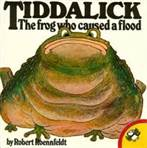 TIDDALICK
The frog who caused a flood
by Robert Roennfeldt